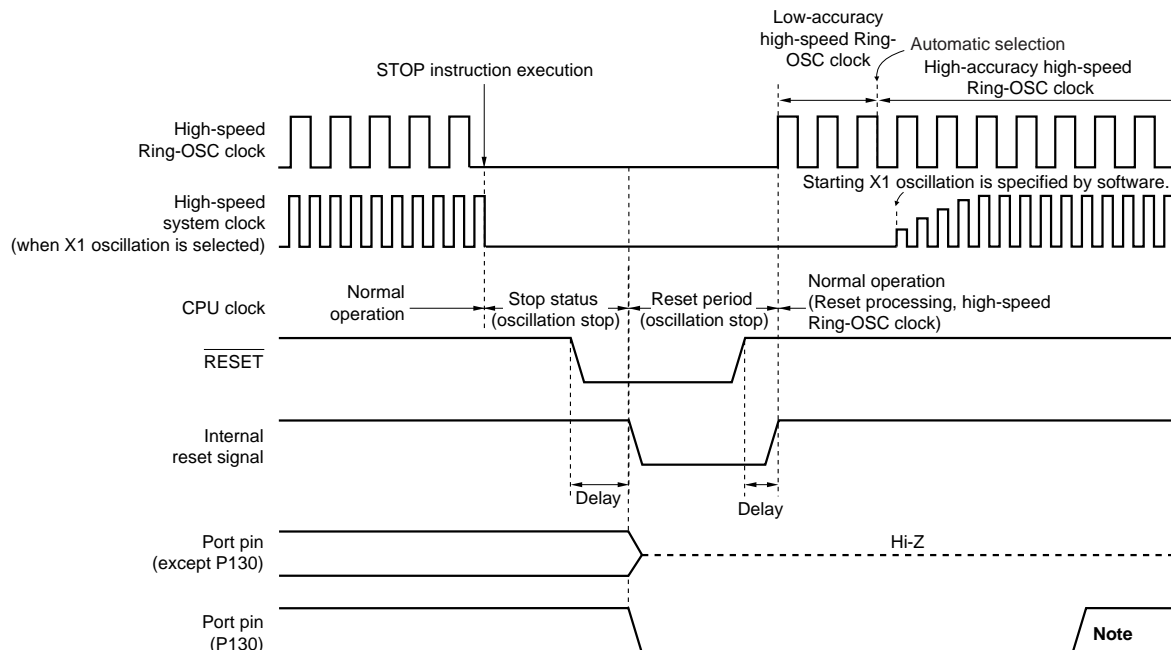 Low-accuracy
high-speed Ring-
OSC clock
Automatic selection
High-accuracy high-speed
Ring-OSC clock
STOP instruction execution
High-speed
Ring-OSC clock
Starting X1 oscillation is specified by software.
High-speed
system clock
(when X1 oscillation is selected)
CPU clock
Normal
operation
Stop status
(oscillation stop)
Reset period
(oscillation stop)
Normal operation
(Reset processing, high-speed
Ring-OSC clock)
RESET
Internal
reset signal
Delay
Delay
Port pin
(except P130)
Hi-Z
Port pin
(P130)
Note